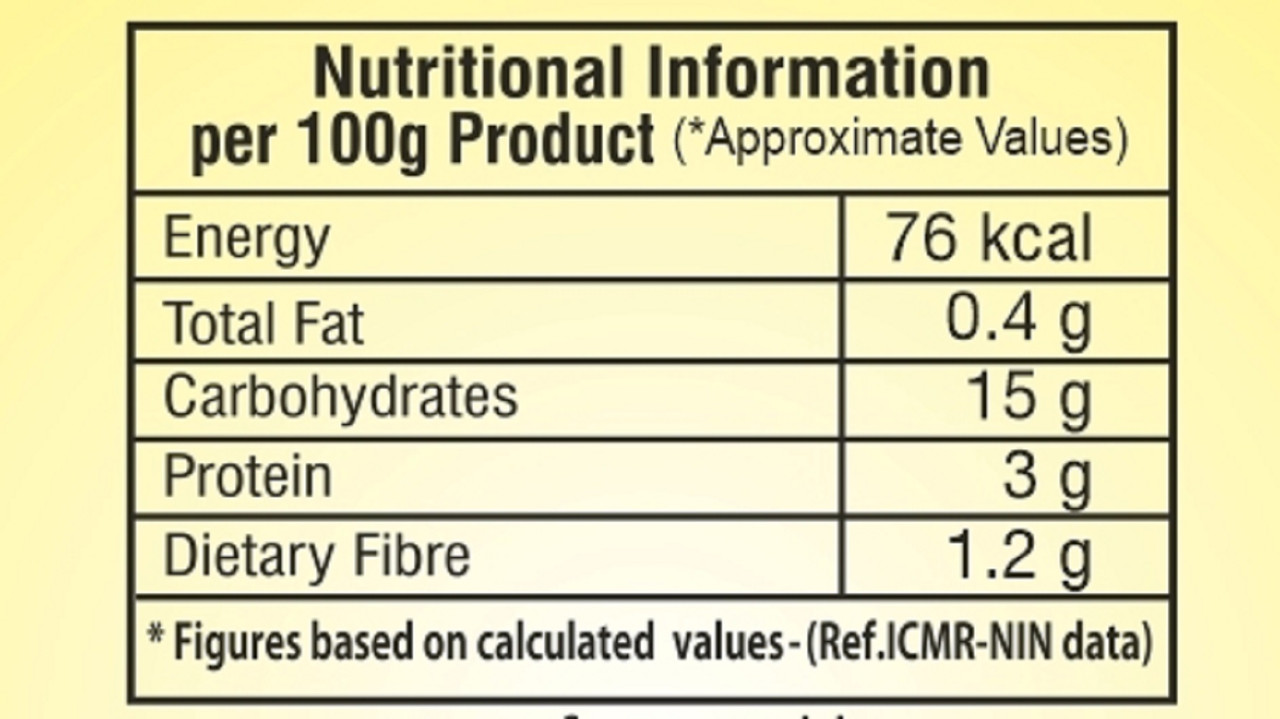 Nutritional Information
per 100g Product (*Approximate Values)
Energy 76 kcal
Total Fat 0.4 g
Carbohydrates 15 g
Protein 3 g
Dietary Fibre 1.2 g
* Figures based on calculated values-(Ref.ICMR-NIN data)